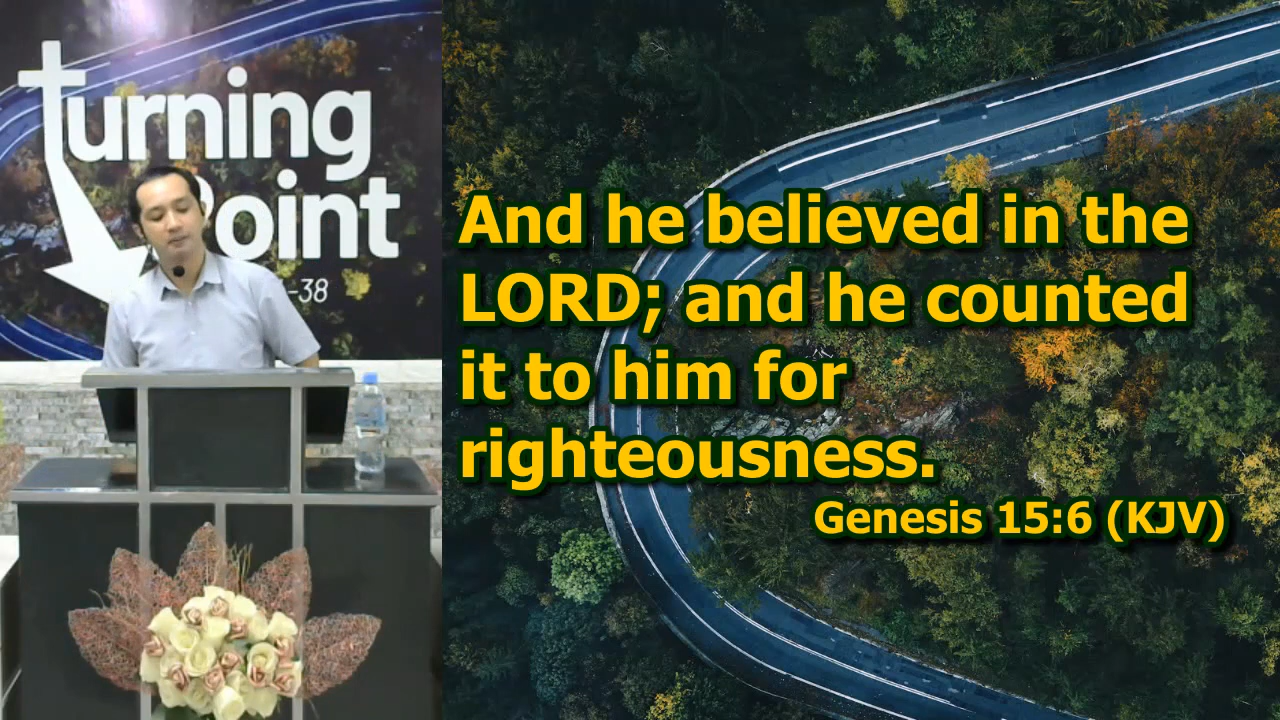 turning
Point
-38
And he believed in the
LORD; and he counted
it to him for
righteousness.
Genesis 15:6 (KJV)